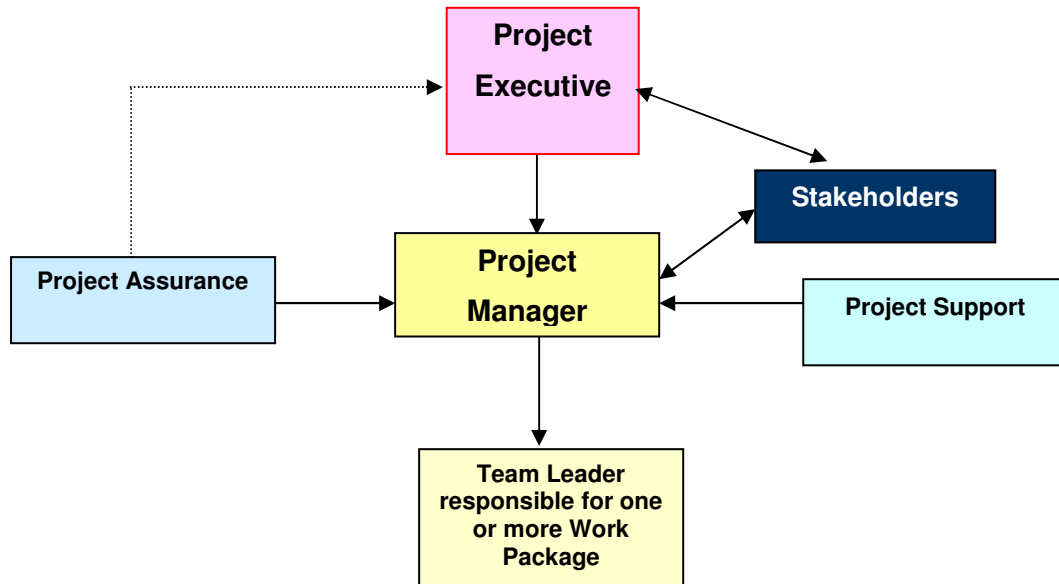 Project
Executive
Stakeholders
Project Assurance
Project
Manager
Project Support
Team Leader
responsible for one
or more Work
Package